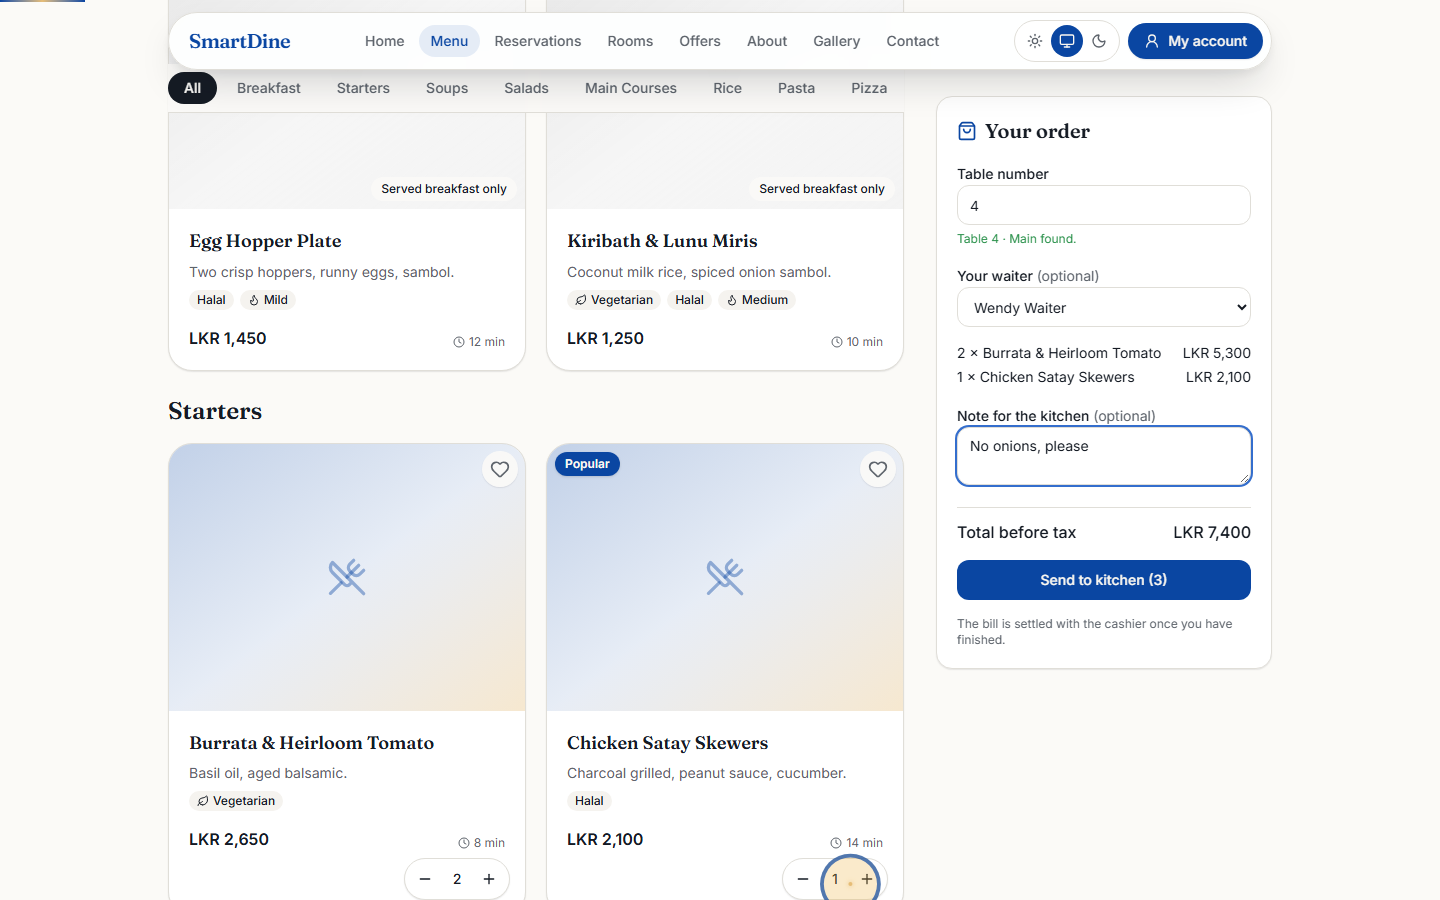 SmartDine
Home Menu Reservations Rooms Offers About Gallery Contact
My account
All Breakfast Starters Soups Salads Main Courses Rice Pasta Pizza
Served breakfast only
Egg Hopper Plate
Two crisp hoppers, runny eggs, sambol.
Halal Mild
LKR 1,450 12 min
Served breakfast only
Kiribath & Lunu Miris
Coconut milk rice, spiced onion sambol.
Vegetarian Halal Medium
LKR 1,250 10 min
Starters
Burrata & Heirloom Tomato
Basil oil, aged balsamic.
Vegetarian
LKR 2,650 8 min
− 2 +
Popular
Chicken Satay Skewers
Charcoal grilled, peanut sauce, cucumber.
Halal
LKR 2,100 14 min
− 1 +
Your order
Table number
4
Table 4 · Main found.
Your waiter (optional)
Wendy Waiter
2 × Burrata & Heirloom Tomato LKR 5,300
1 × Chicken Satay Skewers LKR 2,100
Note for the kitchen (optional)
No onions, please
Total before tax LKR 7,400
Send to kitchen (3)
The bill is settled with the cashier once you have
finished.